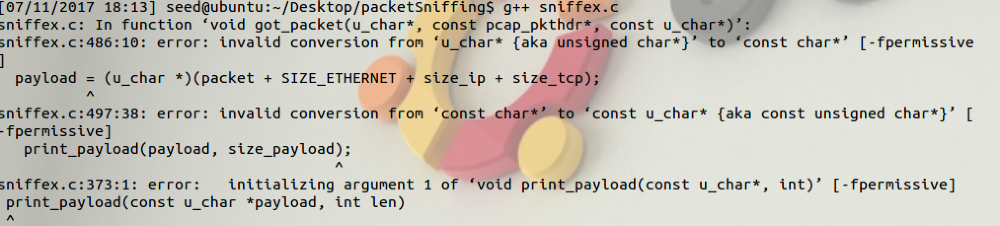 [07/11/2017 18:13] seed@ubuntu:~/Desktop/packetSniffing$ g++ sniffex.c
sniffex.c: In function ‘void got_packet(u_char*, const pcap_pkthdr*, const u_char*)’:
sniffex.c:486:10: error: invalid conversion from ‘u_char* {aka unsigned char*}’ to ‘const char*’ [-fpermissive
]
  payload = (u_char *)(packet + SIZE_ETHERNET + size_ip + size_tcp);
          ^
sniffex.c:497:38: error: invalid conversion from ‘const char*’ to ‘const u_char* {aka const unsigned char*}’ [
-fpermissive]
   print_payload(payload, size_payload);
                                      ^
sniffex.c:373:1: error:   initializing argument 1 of ‘void print_payload(const u_char*, int)’ [-fpermissive]
 print_payload(const u_char *payload, int len)
 ^